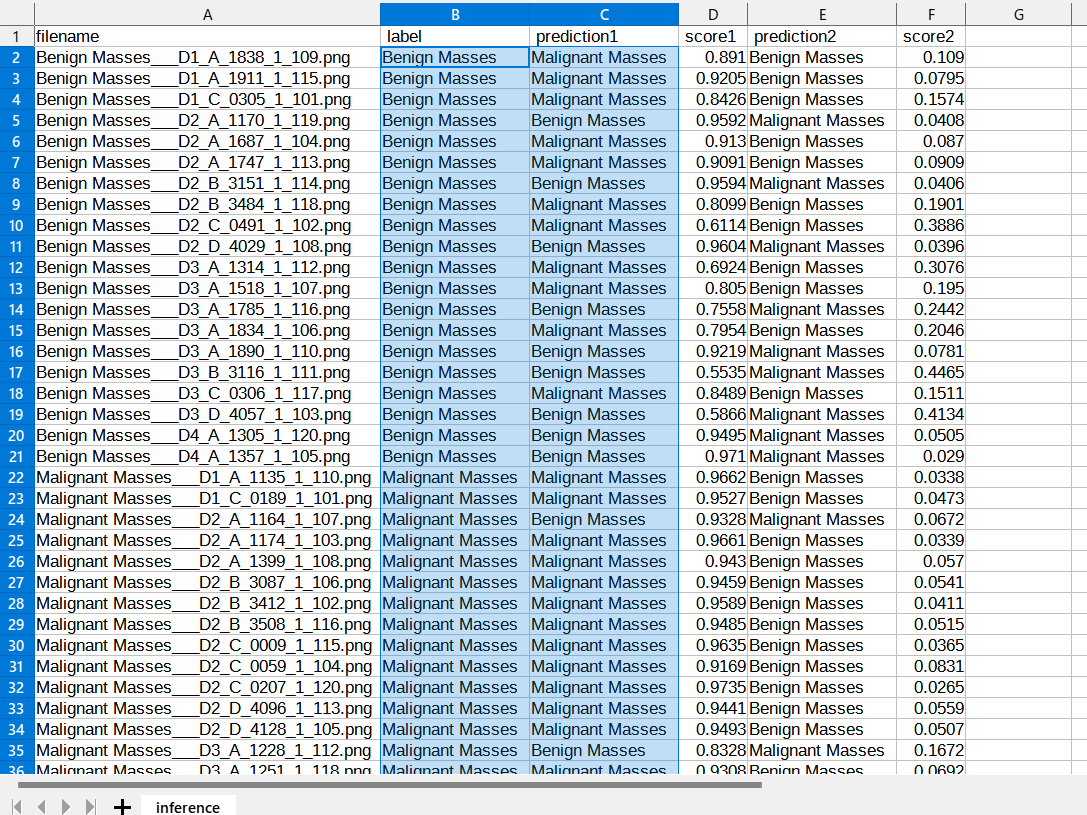 A B C D E F G
1 filename label prediction1 score1 prediction2 score2
2 Benign Masses___D1_A_1838_1_109.png Benign Masses Malignant Masses 0.891 Benign Masses 0.109
3 Benign Masses___D1_A_1911_1_115.png Benign Masses Malignant Masses 0.9205 Benign Masses 0.0795
4 Benign Masses___D1_C_0305_1_101.png Benign Masses Malignant Masses 0.8426 Benign Masses 0.1574
5 Benign Masses___D2_A_1170_1_119.png Benign Masses Benign Masses 0.9592 Malignant Masses 0.0408
6 Benign Masses___D2_A_1687_1_104.png Benign Masses Malignant Masses 0.913 Benign Masses 0.087
7 Benign Masses___D2_A_1747_1_113.png Benign Masses Malignant Masses 0.9091 Benign Masses 0.0909
8 Benign Masses___D2_B_3151_1_114.png Benign Masses Benign Masses 0.9594 Malignant Masses 0.0406
9 Benign Masses___D2_B_3484_1_118.png Benign Masses Malignant Masses 0.8099 Benign Masses 0.1901
10 Benign Masses___D2_C_0491_1_102.png Benign Masses Malignant Masses 0.6114 Benign Masses 0.3886
11 Benign Masses___D2_D_4029_1_108.png Benign Masses Benign Masses 0.9604 Malignant Masses 0.0396
12 Benign Masses___D3_A_1314_1_112.png Benign Masses Malignant Masses 0.6924 Benign Masses 0.3076
13 Benign Masses___D3_A_1518_1_107.png Benign Masses Malignant Masses 0.805 Benign Masses 0.195
14 Benign Masses___D3_A_1785_1_116.png Benign Masses Benign Masses 0.7558 Malignant Masses 0.2442
15 Benign Masses___D3_A_1834_1_106.png Benign Masses Malignant Masses 0.7954 Benign Masses 0.2046
16 Benign Masses___D3_A_1890_1_110.png Benign Masses Benign Masses 0.9219 Malignant Masses 0.0781
17 Benign Masses___D3_B_3116_1_111.png Benign Masses Benign Masses 0.5535 Malignant Masses 0.4465
18 Benign Masses___D3_C_0306_1_117.png Benign Masses Malignant Masses 0.8489 Benign Masses 0.1511
19 Benign Masses___D3_D_4057_1_103.png Benign Masses Benign Masses 0.5866 Malignant Masses 0.4134
20 Benign Masses___D4_A_1305_1_120.png Benign Masses Benign Masses 0.9495 Malignant Masses 0.0505
21 Benign Masses___D4_A_1357_1_105.png Benign Masses Benign Masses 0.971 Malignant Masses 0.029
22 Malignant Masses___D1_A_1135_1_110.png Malignant Masses Malignant Masses 0.9662 Benign Masses 0.0338
23 Malignant Masses___D1_C_0189_1_101.png Malignant Masses Malignant Masses 0.9527 Benign Masses 0.0473
24 Malignant Masses___D2_A_1164_1_107.png Malignant Masses Benign Masses 0.9328 Malignant Masses 0.0672
25 Malignant Masses___D2_A_1174_1_103.png Malignant Masses Malignant Masses 0.9661 Benign Masses 0.0339
26 Malignant Masses___D2_A_1399_1_108.png Malignant Masses Malignant Masses 0.943 Benign Masses 0.057
27 Malignant Masses___D2_B_3087_1_106.png Malignant Masses Malignant Masses 0.9459 Benign Masses 0.0541
28 Malignant Masses___D2_B_3412_1_102.png Malignant Masses Malignant Masses 0.9589 Benign Masses 0.0411
29 Malignant Masses___D2_B_3508_1_116.png Malignant Masses Malignant Masses 0.9485 Benign Masses 0.0515
30 Malignant Masses___D2_C_0009_1_115.png Malignant Masses Malignant Masses 0.9635 Benign Masses 0.0365
31 Malignant Masses___D2_C_0059_1_104.png Malignant Masses Malignant Masses 0.9169 Benign Masses 0.0831
32 Malignant Masses___D2_C_0207_1_120.png Malignant Masses Malignant Masses 0.9735 Benign Masses 0.0265
33 Malignant Masses___D2_D_4096_1_113.png Malignant Masses Malignant Masses 0.9441 Benign Masses 0.0559
34 Malignant Masses___D2_D_4128_1_105.png Malignant Masses Malignant Masses 0.9493 Benign Masses 0.0507
35 Malignant Masses___D3_A_1228_1_112.png Malignant Masses Benign Masses 0.8328 Malignant Masses 0.1672
36 Malignant Masses___D3_A_1251_1_118.png Malignant Masses Malignant Masses 0.9308 Benign Masses 0.0692
inference